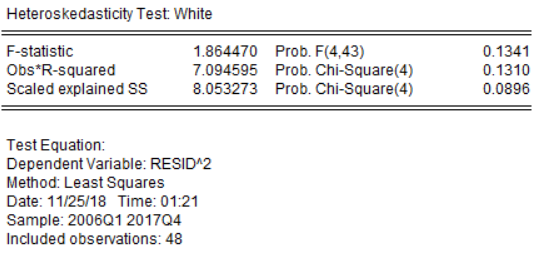 Heteroskedasticity Test: White
F-statistic 1.864470 Prob. F(4,43) 0.1341
Obs*R-squared 7.094595 Prob. Chi-Square(4) 0.1310
Scaled explained SS 8.053273 Prob. Chi-Square(4) 0.0896
Test Equation:
Dependent Variable: RESID^2
Method: Least Squares
Date: 11/25/18 Time: 01:21
Sample: 2006Q1 2017Q4
Included observations: 48